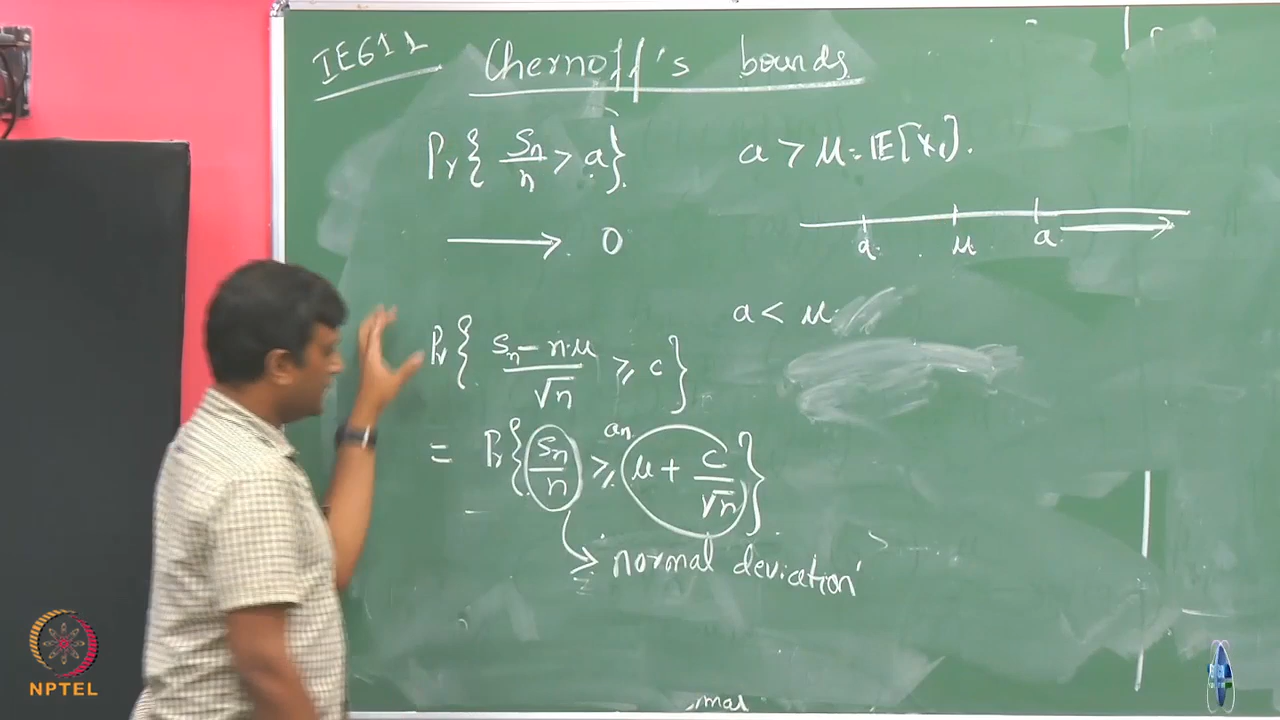 IE611
Chernoff's bounds
Pr{ Sn/n > a }
a > μ = E[X1].
→ 0
a μ a
a < μ
Pr{ (Sn - n·μ)/√n ≥ c }
= Pr{ Sn/n ≥ μ + c/√n }
an
→ normal deviation
NPTEL